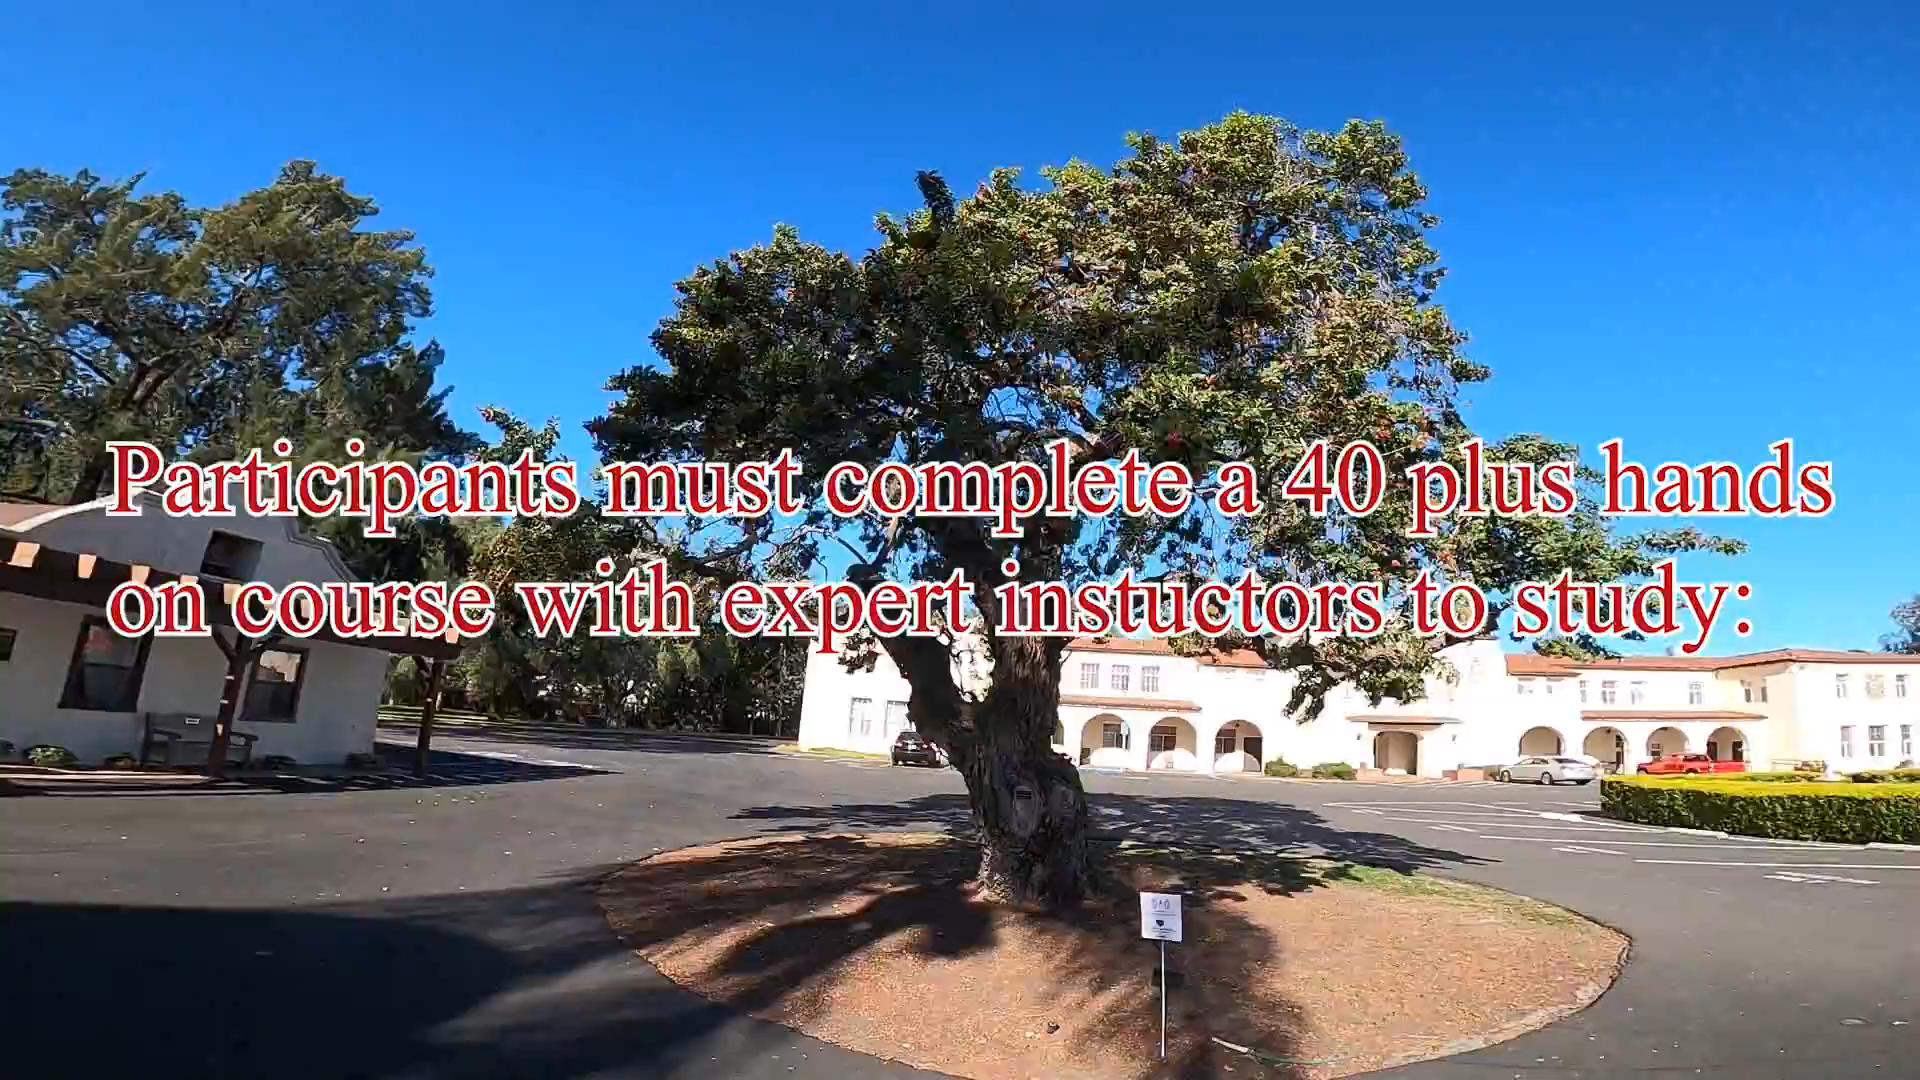 Participants must complete a 40 plus hands
on course with expert instuctors to study: